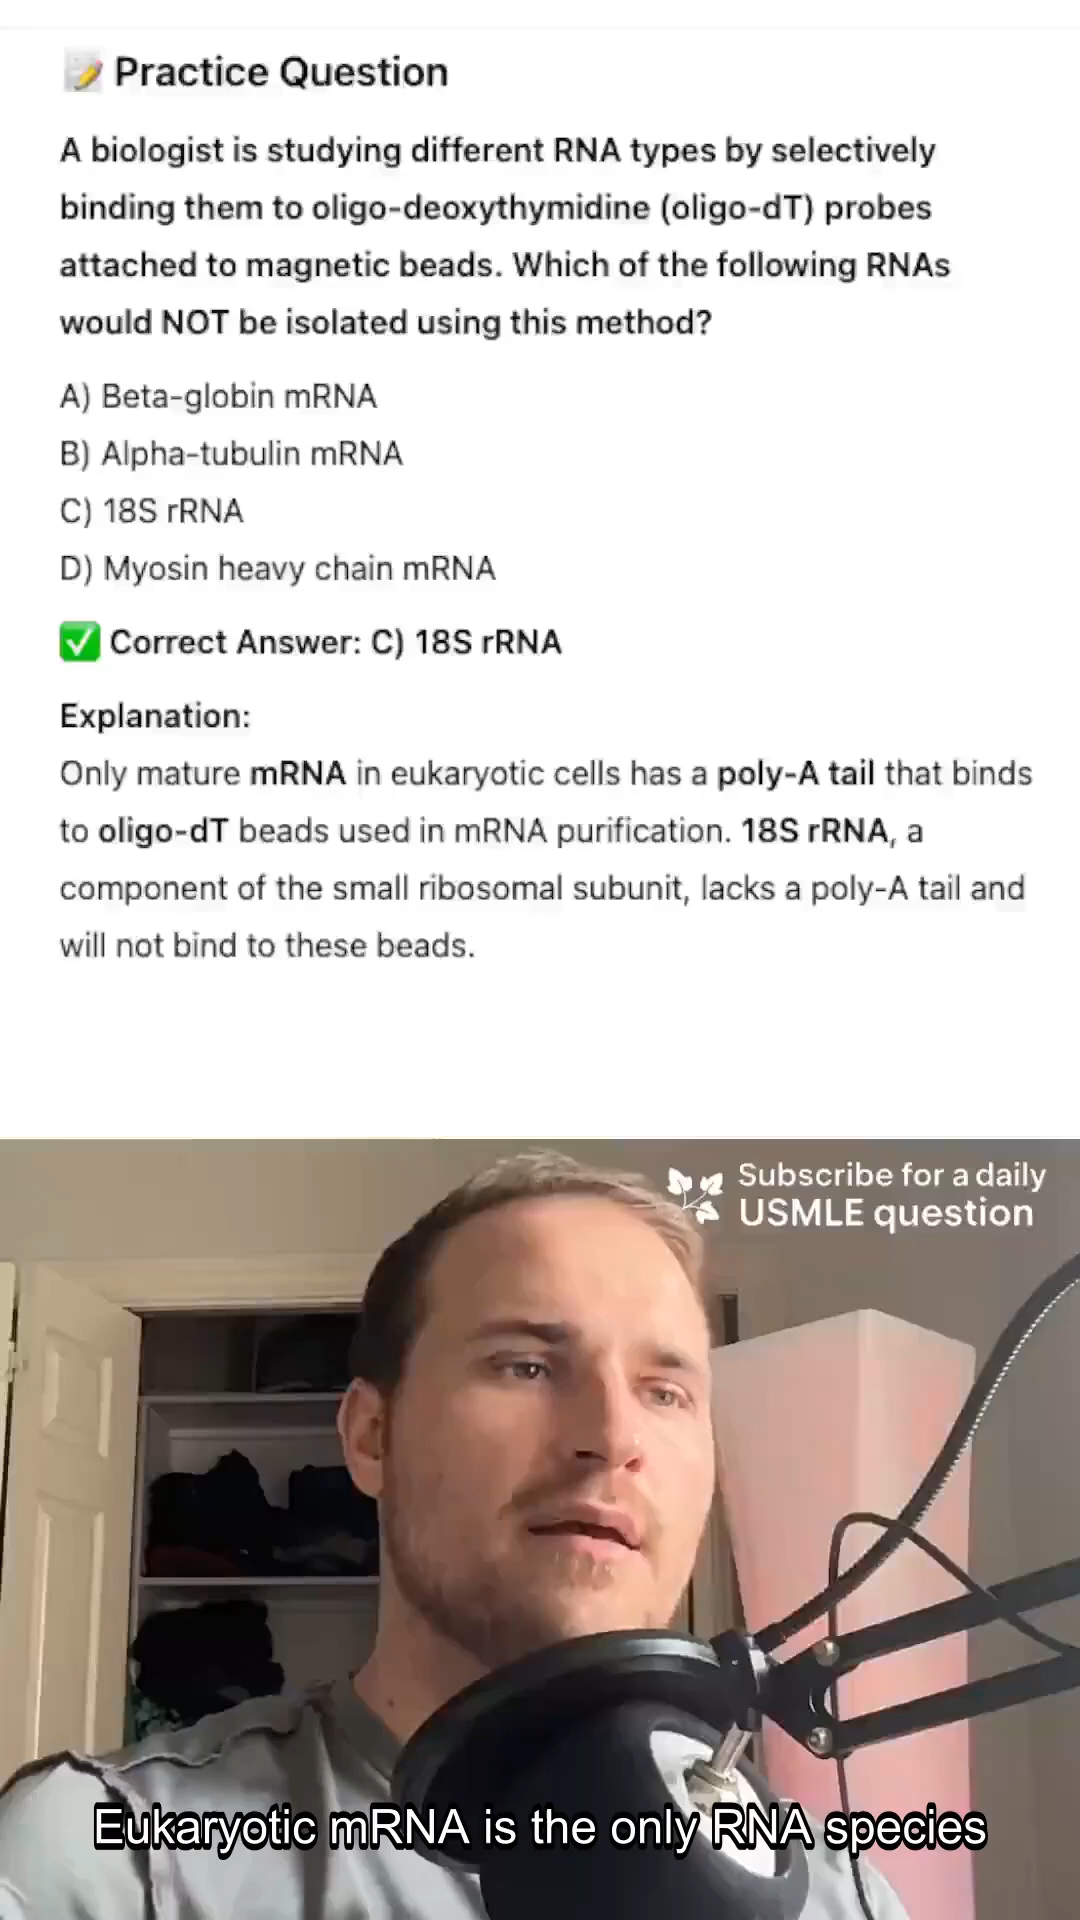 📝 Practice Question
A biologist is studying different RNA types by selectively
binding them to oligo-deoxythymidine (oligo-dT) probes
attached to magnetic beads. Which of the following RNAs
would NOT be isolated using this method?
A) Beta-globin mRNA
B) Alpha-tubulin mRNA
C) 18S rRNA
D) Myosin heavy chain mRNA
✅ Correct Answer: C) 18S rRNA
Explanation:
Only mature mRNA in eukaryotic cells has a poly-A tail that binds
to oligo-dT beads used in mRNA purification. 18S rRNA, a
component of the small ribosomal subunit, lacks a poly-A tail and
will not bind to these beads.
Subscribe for a daily
USMLE question
Eukaryotic mRNA is the only RNA species